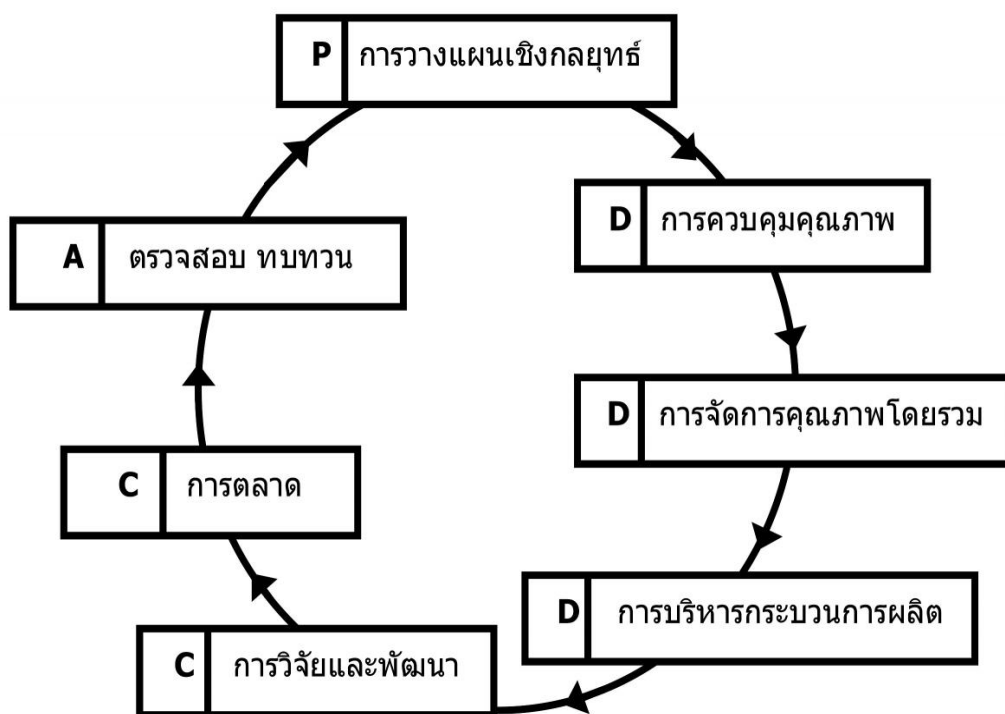 P การวางแผนเชิงกลยุทธ์
D การควบคุมคุณภาพ
A ตรวจสอบ ทบทวน
D การจัดการคุณภาพโดยรวม
C การตลาด
D การบริหารกระบวนการผลิต
C การวิจัยและพัฒนา